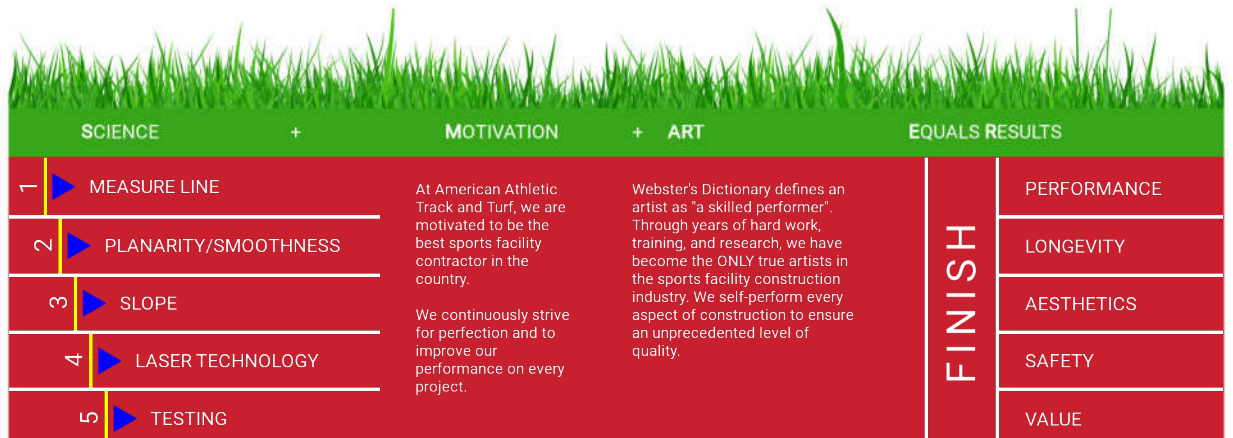 SCIENCE + MOTIVATION + ART EQUALS RESULTS
1 MEASURE LINE
2 PLANARITY/SMOOTHNESS
3 SLOPE
4 LASER TECHNOLOGY
5 TESTING
At American Athletic
Track and Turf, we are
motivated to be the
best sports facility
contractor in the
country.
We continuously strive
for perfection and to
improve our
performance on every
project.
Webster's Dictionary defines an
artist as "a skilled performer".
Through years of hard work,
training, and research, we have
become the ONLY true artists in
the sports facility construction
industry. We self-perform every
aspect of construction to ensure
an unprecedented level of
quality.
FINISH
PERFORMANCE
LONGEVITY
AESTHETICS
SAFETY
VALUE